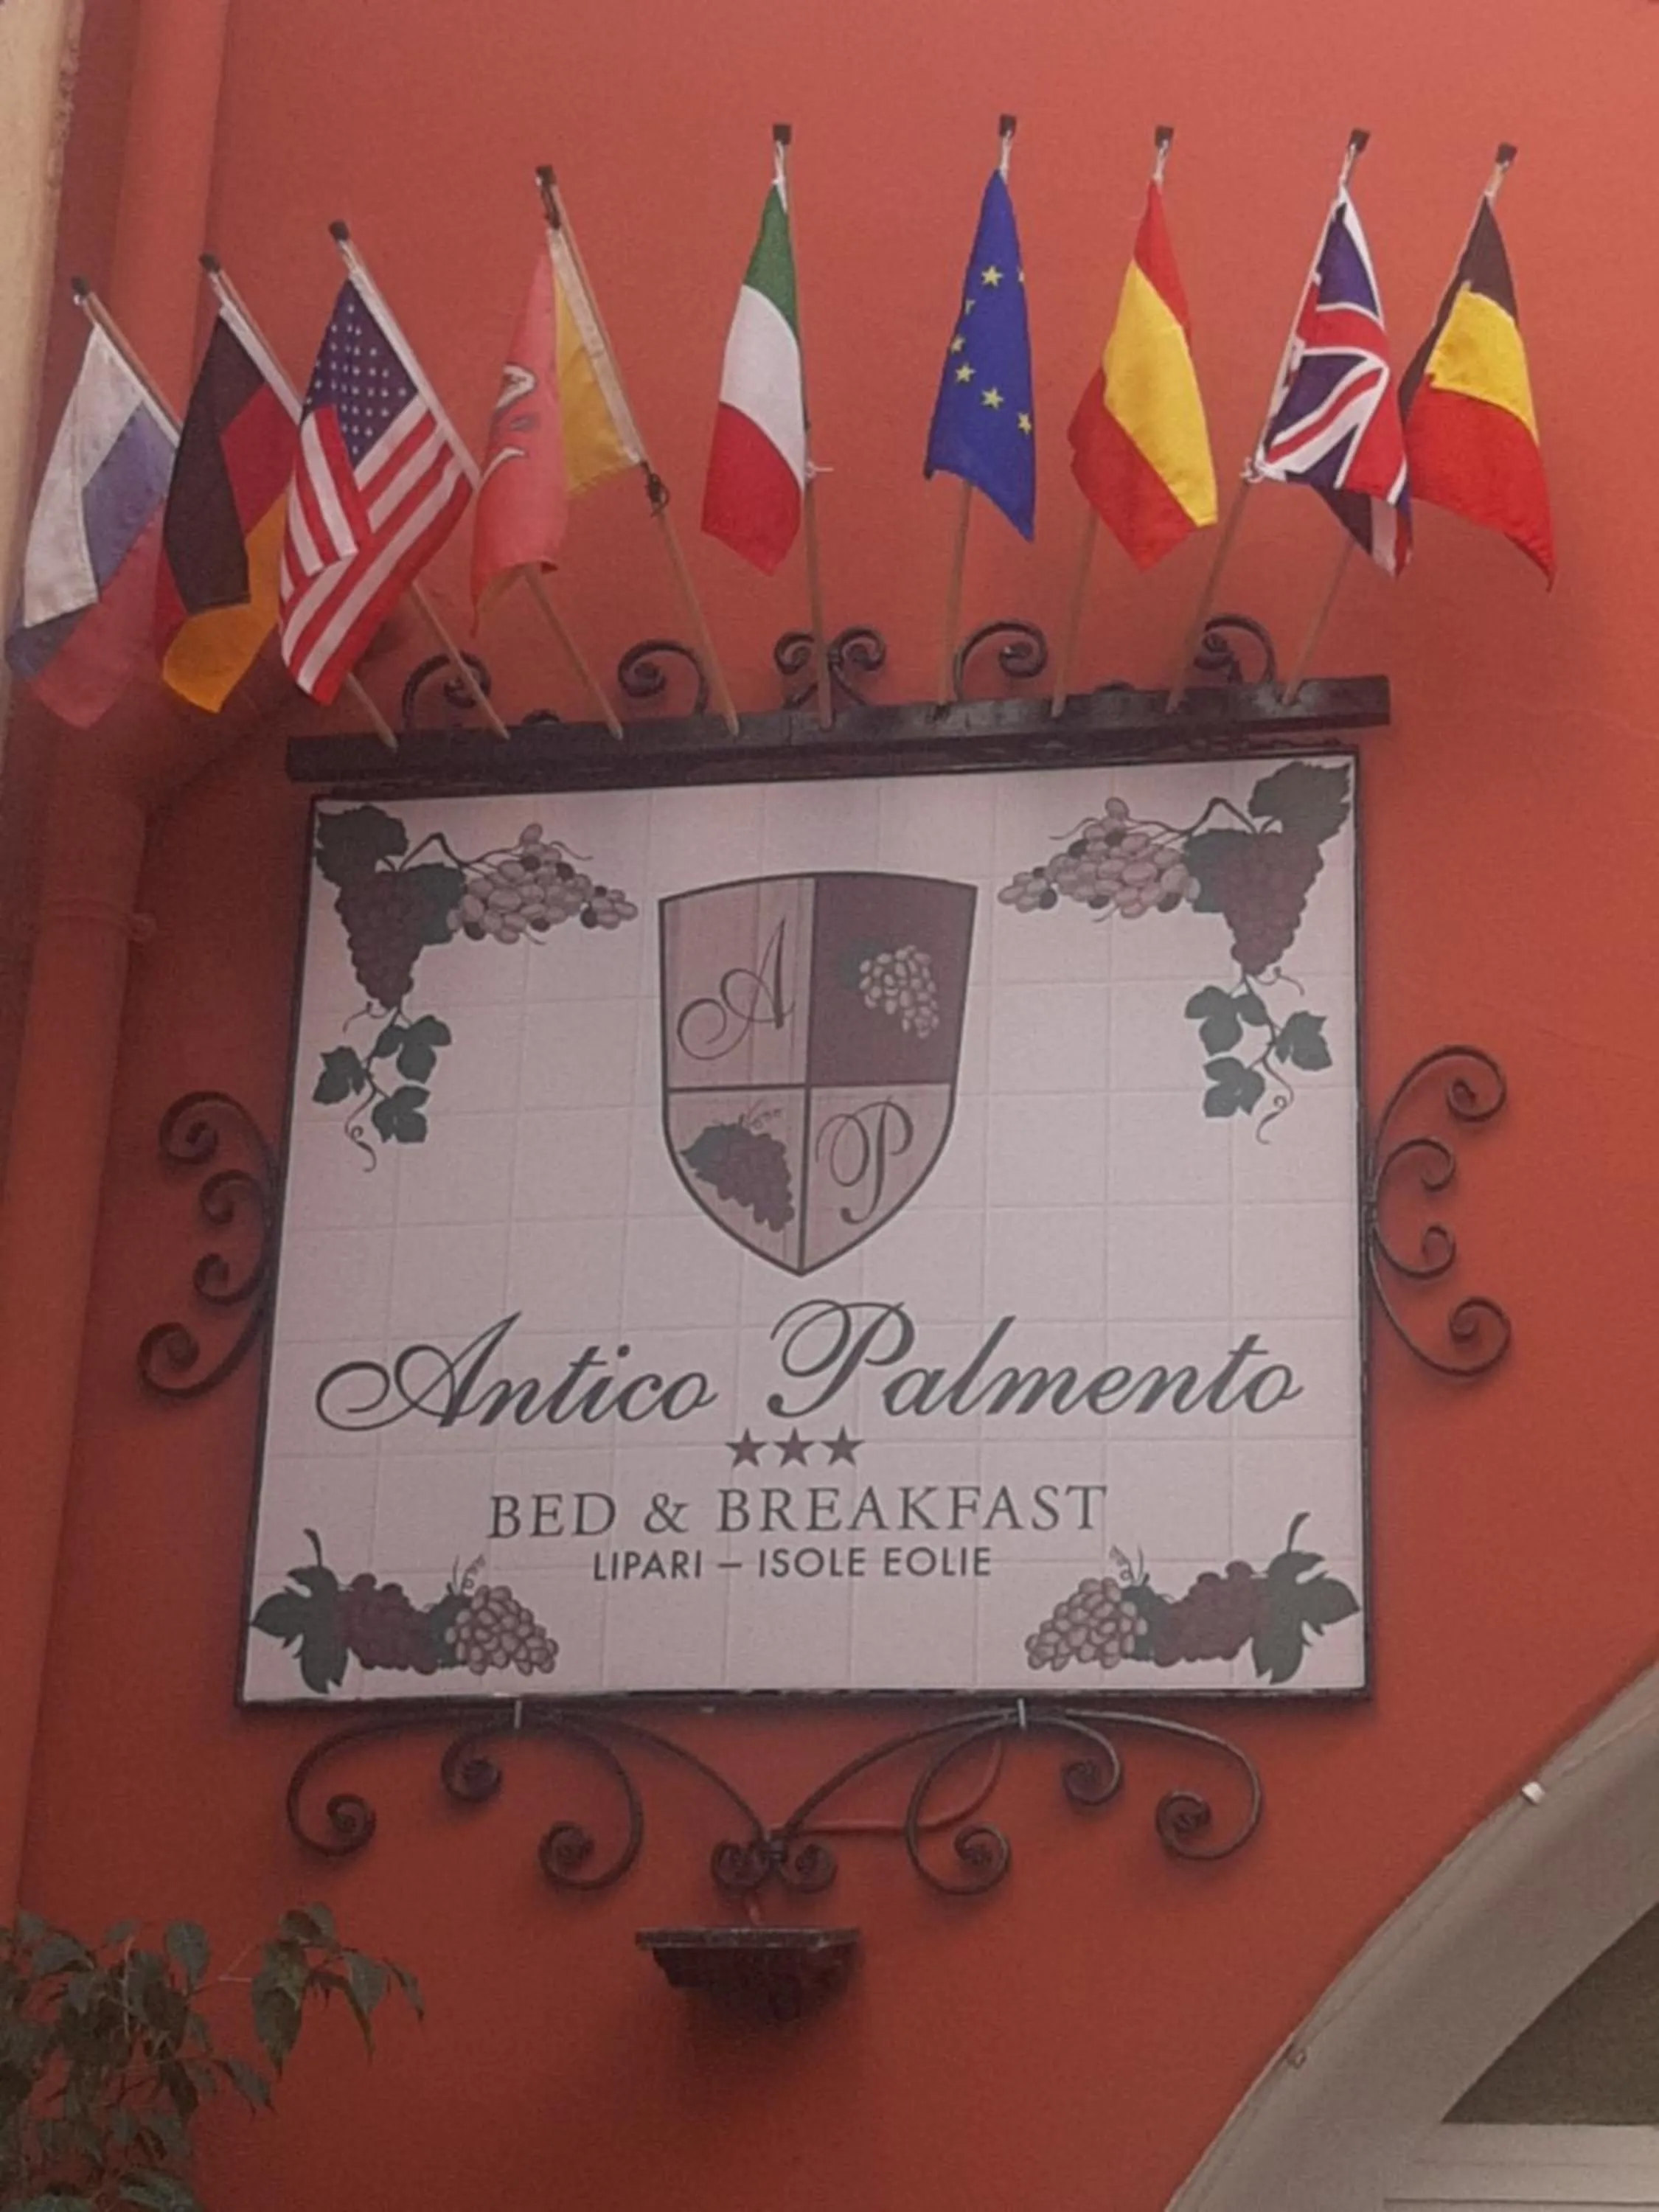 A
P
Antico Palmento
BED & BREAKFAST
LIPARI – ISOLE EOLIE